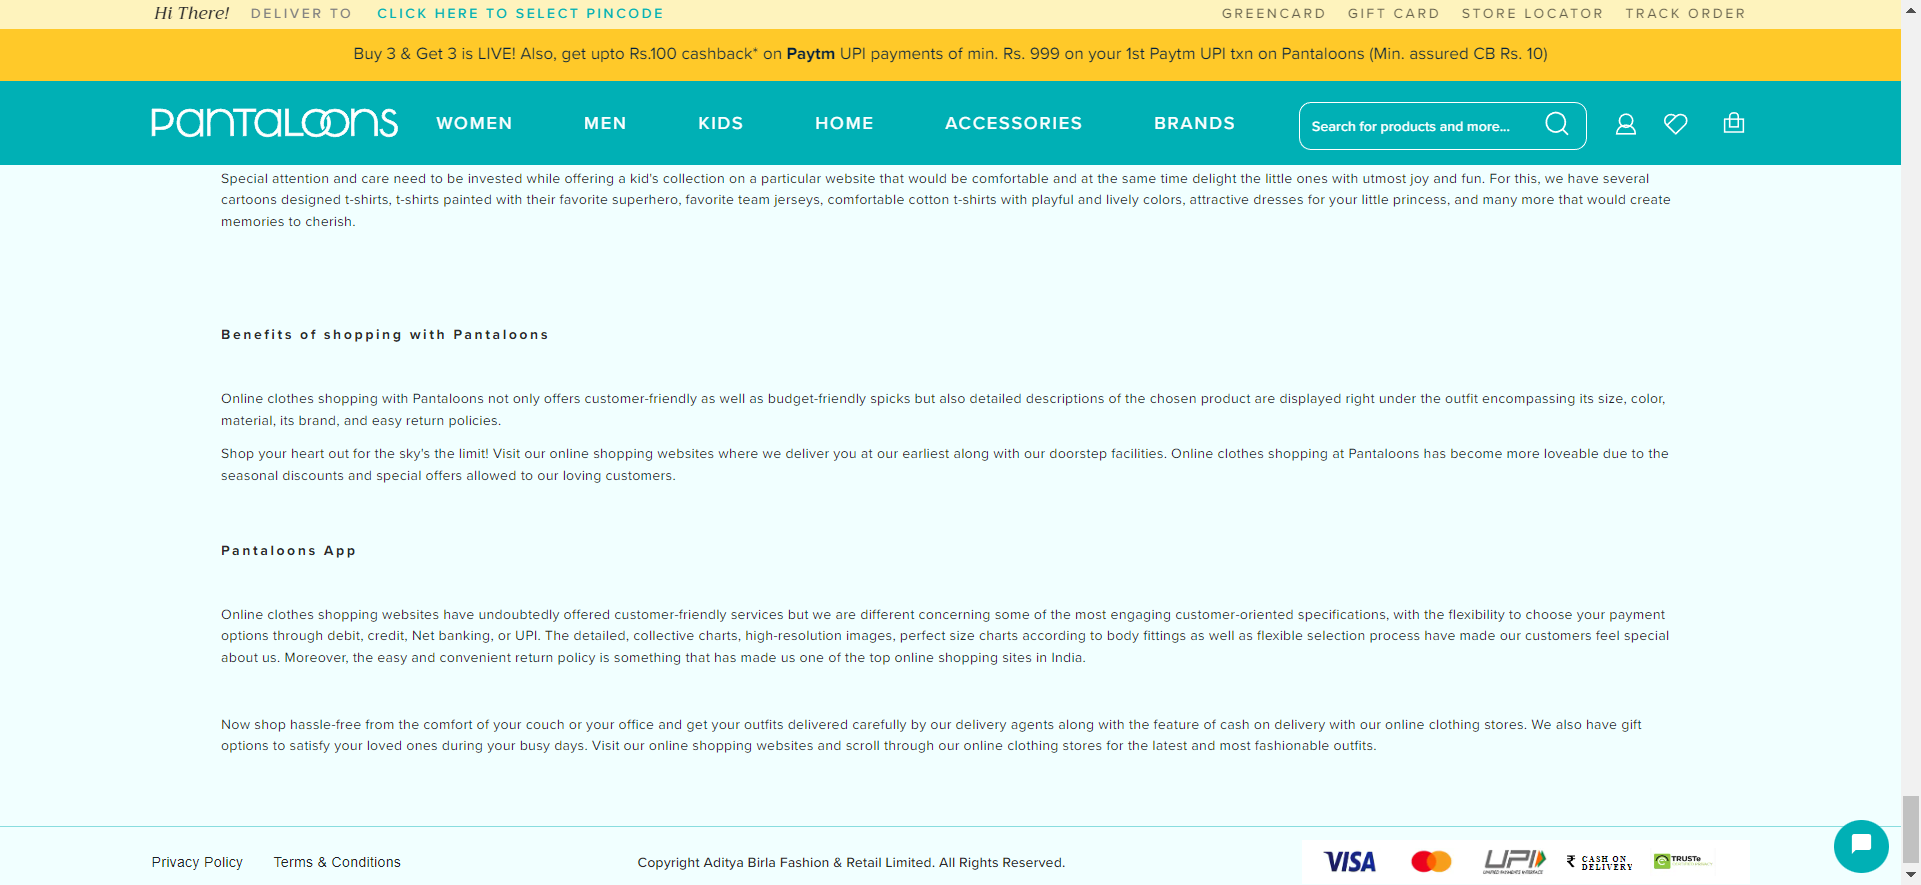 Hi There! DELIVER TO CLICK HERE TO SELECT PINCODE GREENCARD GIFT CARD STORE LOCATOR TRACK ORDER
Buy 3 & Get 3 is LIVE! Also, get upto Rs.100 cashback* on Paytm UPI payments of min. Rs. 999 on your 1st Paytm UPI txn on Pantaloons (Min. assured CB Rs. 10)
PANTALOONS WOMEN MEN KIDS HOME ACCESSORIES BRANDS Search for products and more...
Special attention and care need to be invested while offering a kid's collection on a particular website that would be comfortable and at the same time delight the little ones with utmost joy and fun. For this, we have several
cartoons designed t-shirts, t-shirts painted with their favorite superhero, favorite team jerseys, comfortable cotton t-shirts with playful and lively colors, attractive dresses for your little princess, and many more that would create
memories to cherish.
Benefits of shopping with Pantaloons
Online clothes shopping with Pantaloons not only offers customer-friendly as well as budget-friendly spicks but also detailed descriptions of the chosen product are displayed right under the outfit encompassing its size, color,
material, its brand, and easy return policies.
Shop your heart out for the sky's the limit! Visit our online shopping websites where we deliver you at our earliest along with our doorstep facilities. Online clothes shopping at Pantaloons has become more loveable due to the
seasonal discounts and special offers allowed to our loving customers.
Pantaloons App
Online clothes shopping websites have undoubtedly offered customer-friendly services but we are different concerning some of the most engaging customer-oriented specifications, with the flexibility to choose your payment
options through debit, credit, Net banking, or UPI. The detailed, collective charts, high-resolution images, perfect size charts according to body fittings as well as flexible selection process have made our customers feel special
about us. Moreover, the easy and convenient return policy is something that has made us one of the top online shopping sites in India.
Now shop hassle-free from the comfort of your couch or your office and get your outfits delivered carefully by our delivery agents along with the feature of cash on delivery with our online clothing stores. We also have gift
options to satisfy your loved ones during your busy days. Visit our online shopping websites and scroll through our online clothing stores for the latest and most fashionable outfits.
Privacy Policy Terms & Conditions Copyright Aditya Birla Fashion & Retail Limited. All Rights Reserved. VISA UPI ₹ CASH ON DELIVERY TRUSTe
UNIFIED PAYMENTS INTERFACE